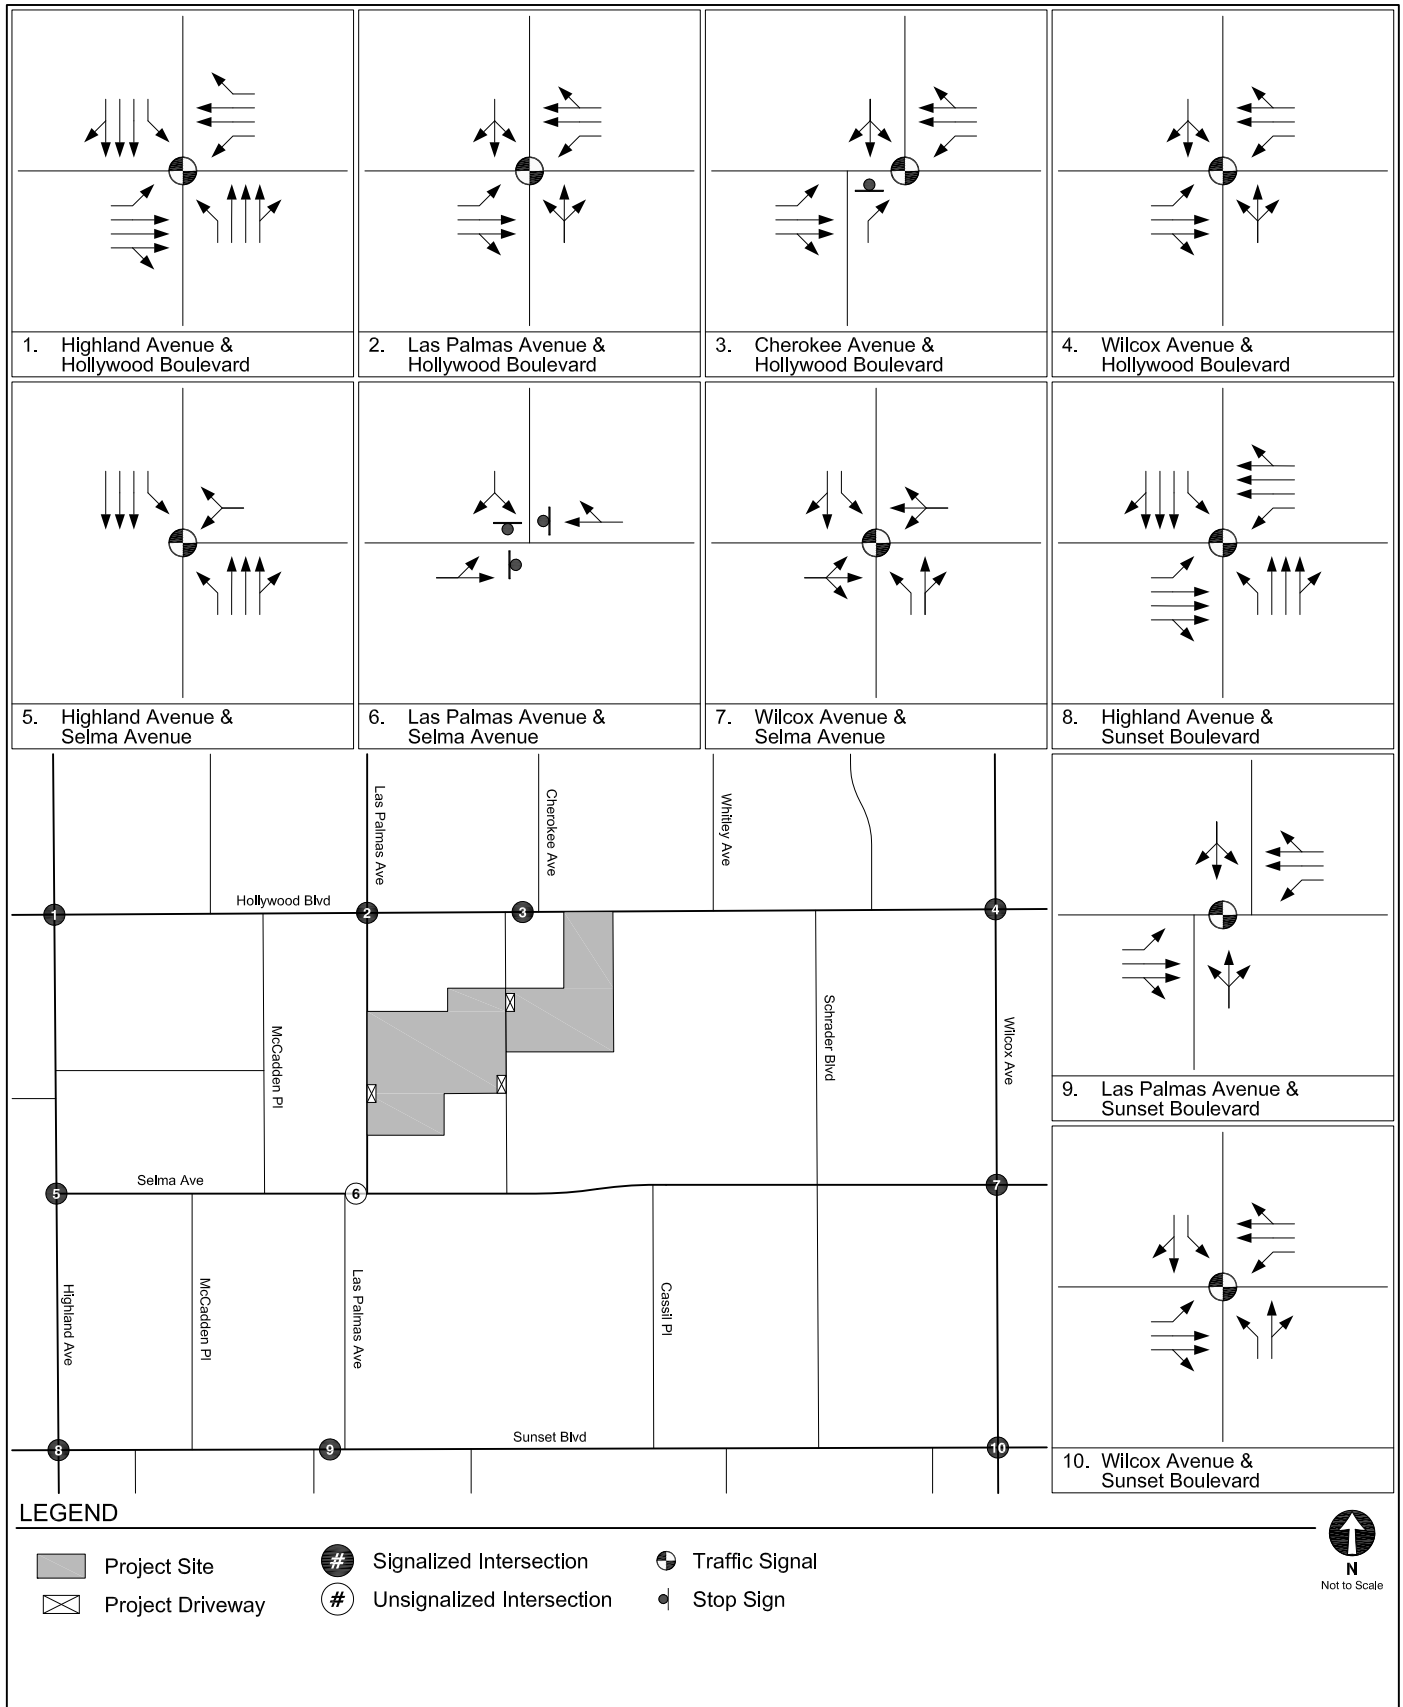 1. Highland Avenue &
Hollywood Boulevard
2. Las Palmas Avenue &
Hollywood Boulevard
3. Cherokee Avenue &
Hollywood Boulevard
4. Wilcox Avenue &
Hollywood Boulevard
5. Highland Avenue &
Selma Avenue
6. Las Palmas Avenue &
Selma Avenue
7. Wilcox Avenue &
Selma Avenue
8. Highland Avenue &
Sunset Boulevard
Las Palmas Ave
Cherokee Ave
Whitley Ave
Hollywood Blvd
1
2
3
4
McCadden Pl
Schrader Blvd
Wilcox Ave
9. Las Palmas Avenue &
Sunset Boulevard
Selma Ave
5
6
7
Highland Ave
McCadden Pl
Las Palmas Ave
Cassil Pl
Sunset Blvd
8
9
10
10. Wilcox Avenue &
Sunset Boulevard
LEGEND
Project Site
# Signalized Intersection
Traffic Signal
Project Driveway
# Unsignalized Intersection
Stop Sign
N
Not to Scale